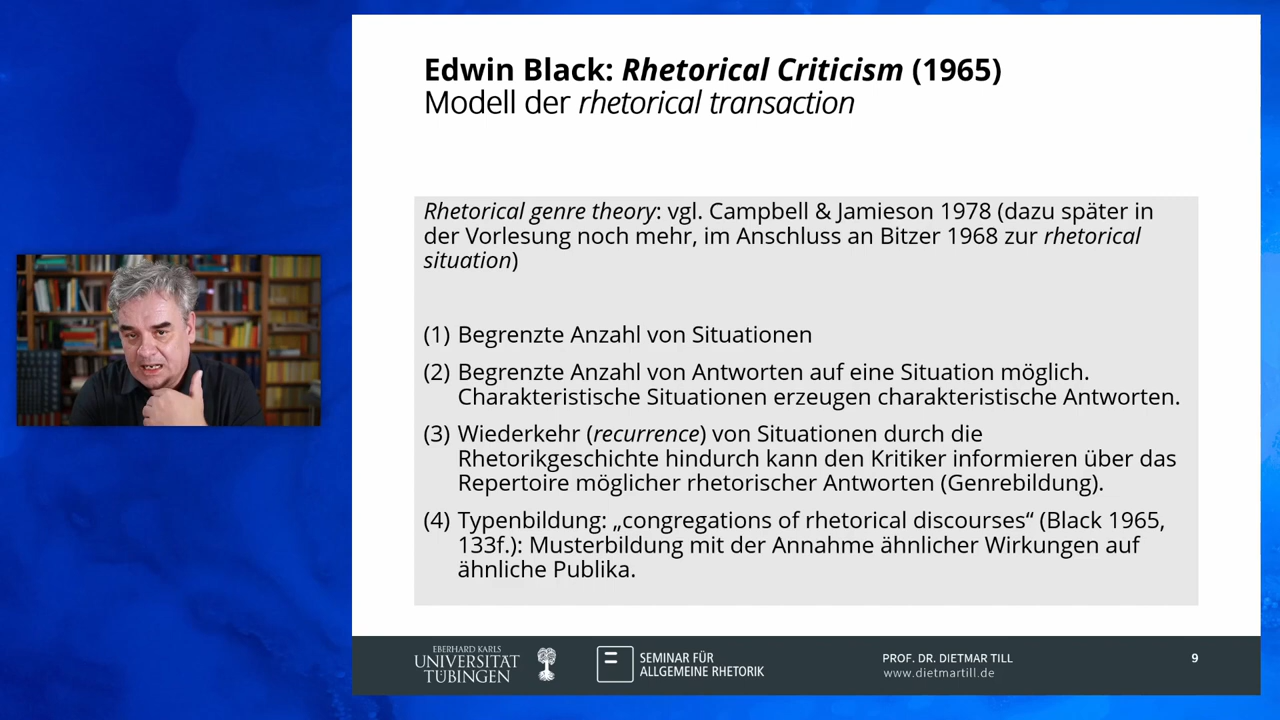 Edwin Black: Rhetorical Criticism (1965)
Modell der rhetorical transaction
Rhetorical genre theory: vgl. Campbell & Jamieson 1978 (dazu später in
der Vorlesung noch mehr, im Anschluss an Bitzer 1968 zur rhetorical
situation)
(1) Begrenzte Anzahl von Situationen
(2) Begrenzte Anzahl von Antworten auf eine Situation möglich.
Charakteristische Situationen erzeugen charakteristische Antworten.
(3) Wiederkehr (recurrence) von Situationen durch die
Rhetorikgeschichte hindurch kann den Kritiker informieren über das
Repertoire möglicher rhetorischer Antworten (Genrebildung).
(4) Typenbildung: „congregations of rhetorical discourses“ (Black 1965,
133f.): Musterbildung mit der Annahme ähnlicher Wirkungen auf
ähnliche Publika.
EBERHARD KARLS
UNIVERSITÄT
TÜBINGEN
SEMINAR FÜR
ALLGEMEINE RHETORIK
PROF. DR. DIETMAR TILL
www.dietmartill.de
9